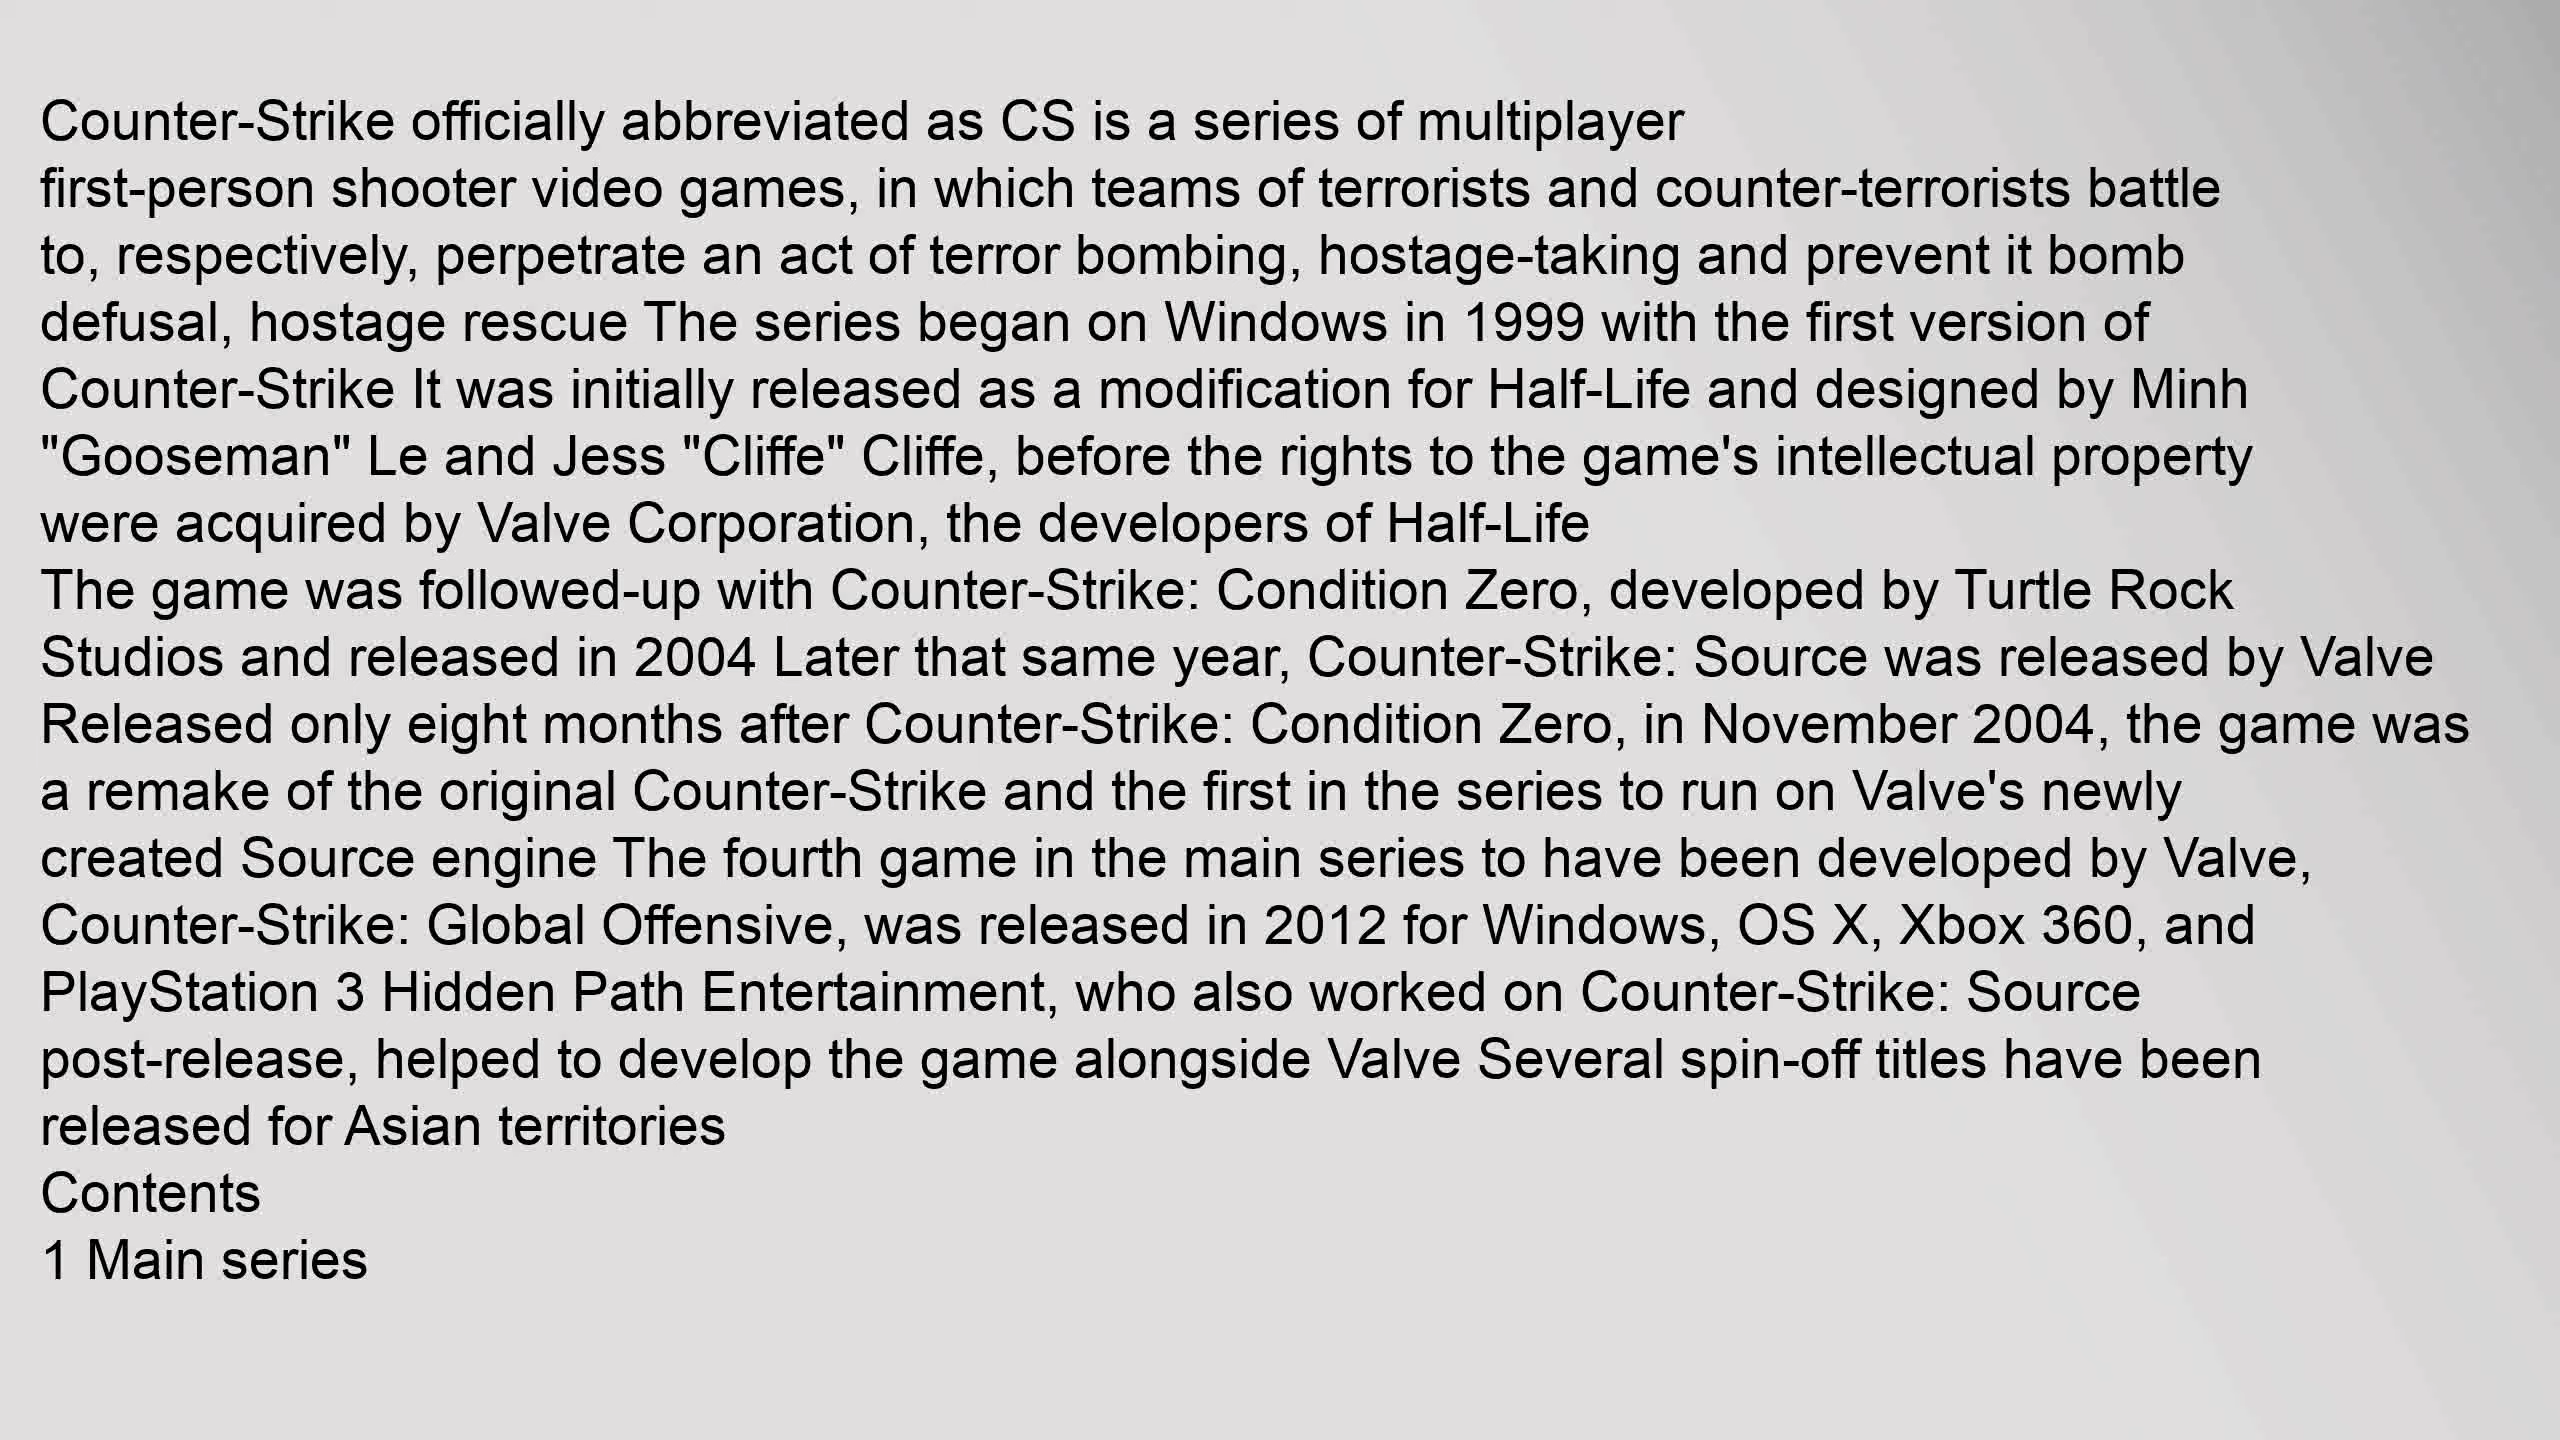 Counter-Strike officially abbreviated as CS is a series of multiplayer
first-person shooter video games, in which teams of terrorists and counter-terrorists battle
to, respectively, perpetrate an act of terror bombing, hostage-taking and prevent it bomb
defusal, hostage rescue The series began on Windows in 1999 with the first version of
Counter-Strike It was initially released as a modification for Half-Life and designed by Minh
"Gooseman" Le and Jess "Cliffe" Cliffe, before the rights to the game's intellectual property
were acquired by Valve Corporation, the developers of Half-Life
The game was followed-up with Counter-Strike: Condition Zero, developed by Turtle Rock
Studios and released in 2004 Later that same year, Counter-Strike: Source was released by Valve
Released only eight months after Counter-Strike: Condition Zero, in November 2004, the game was
a remake of the original Counter-Strike and the first in the series to run on Valve's newly
created Source engine The fourth game in the main series to have been developed by Valve,
Counter-Strike: Global Offensive, was released in 2012 for Windows, OS X, Xbox 360, and
PlayStation 3 Hidden Path Entertainment, who also worked on Counter-Strike: Source
post-release, helped to develop the game alongside Valve Several spin-off titles have been
released for Asian territories
Contents
1 Main series